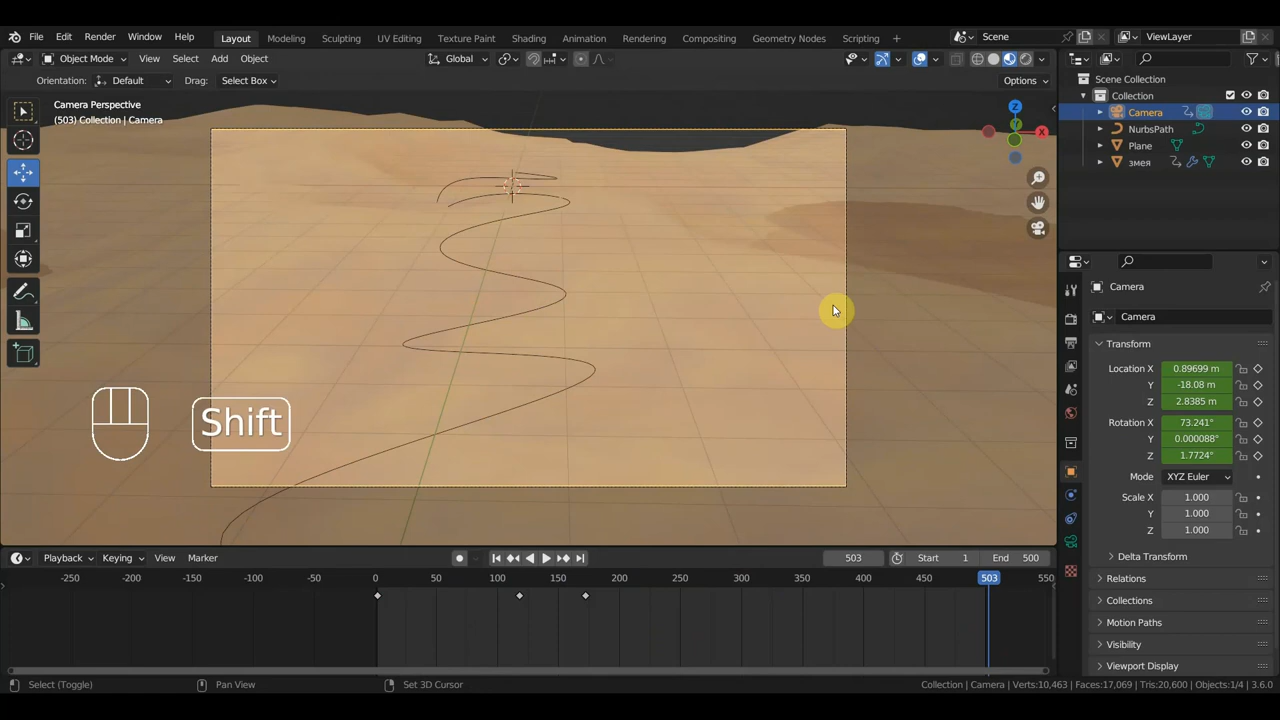 File Edit Render Window Help Layout Modeling Sculpting UV Editing Texture Paint Shading Animation Rendering Compositing Geometry Nodes Scripting + Scene ViewLayer
Object Mode View Select Add Object Global
Orientation: Default Drag: Select Box Options
Camera Perspective
(503) Collection | Camera
X
Y
Z
Scene Collection
Collection
Camera
NurbsPath
Plane
змея
Camera
Camera
Transform
Location X 0.89699 m
Y -18.08 m
Z 2.8385 m
Rotation X 73.241°
Y 0.000088°
Z 1.7724°
Mode XYZ Euler
Scale X 1.000
Y 1.000
Z 1.000
Delta Transform
Relations
Collections
Motion Paths
Visibility
Viewport Display
Shift
Playback Keying View Marker 503 Start 1 End 500
-250 -200 -150 -100 -50 0 50 100 150 200 250 300 350 400 450 503 550
Select (Toggle) Pan View Set 3D Cursor Collection | Camera | Verts:10,463 | Faces:17,069 | Tris:20,600 | Objects:1/4 | 3.6.0